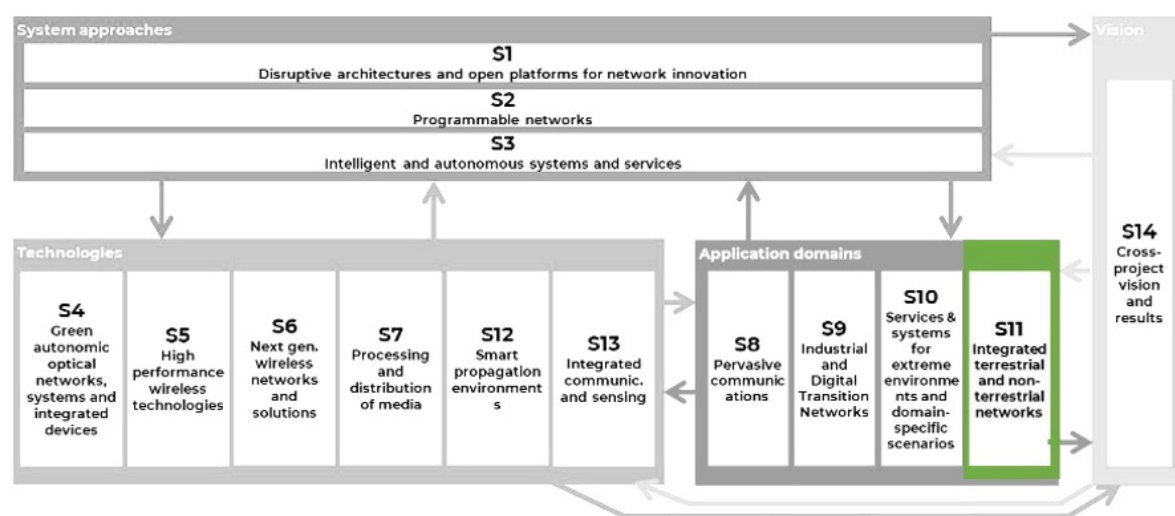 System approaches
S1
Disruptive architectures and open platforms for network innovation
S2
Programmable networks
S3
Intelligent and autonomous systems and services
Vision
S14
Cross-
project
vision
and
results
Technologies
S4
Green
autonomic
optical
networks,
systems and
integrated
devices
S5
High
performance
wireless
technologies
S6
Next gen.
wireless
networks
and
solutions
S7
Processing
and
distribution
of media
S12
Smart
propagation
environment
s
S13
Integrated
communic.
and sensing
Application domains
S8
Pervasive
communic
ations
S9
Industrial
and
Digital
Transition
Networks
S10
Services &
systems
for
extreme
environme
nts and
domain-
specific
scenarios
S11
Integrated
terrestrial
and non-
terrestrial
networks